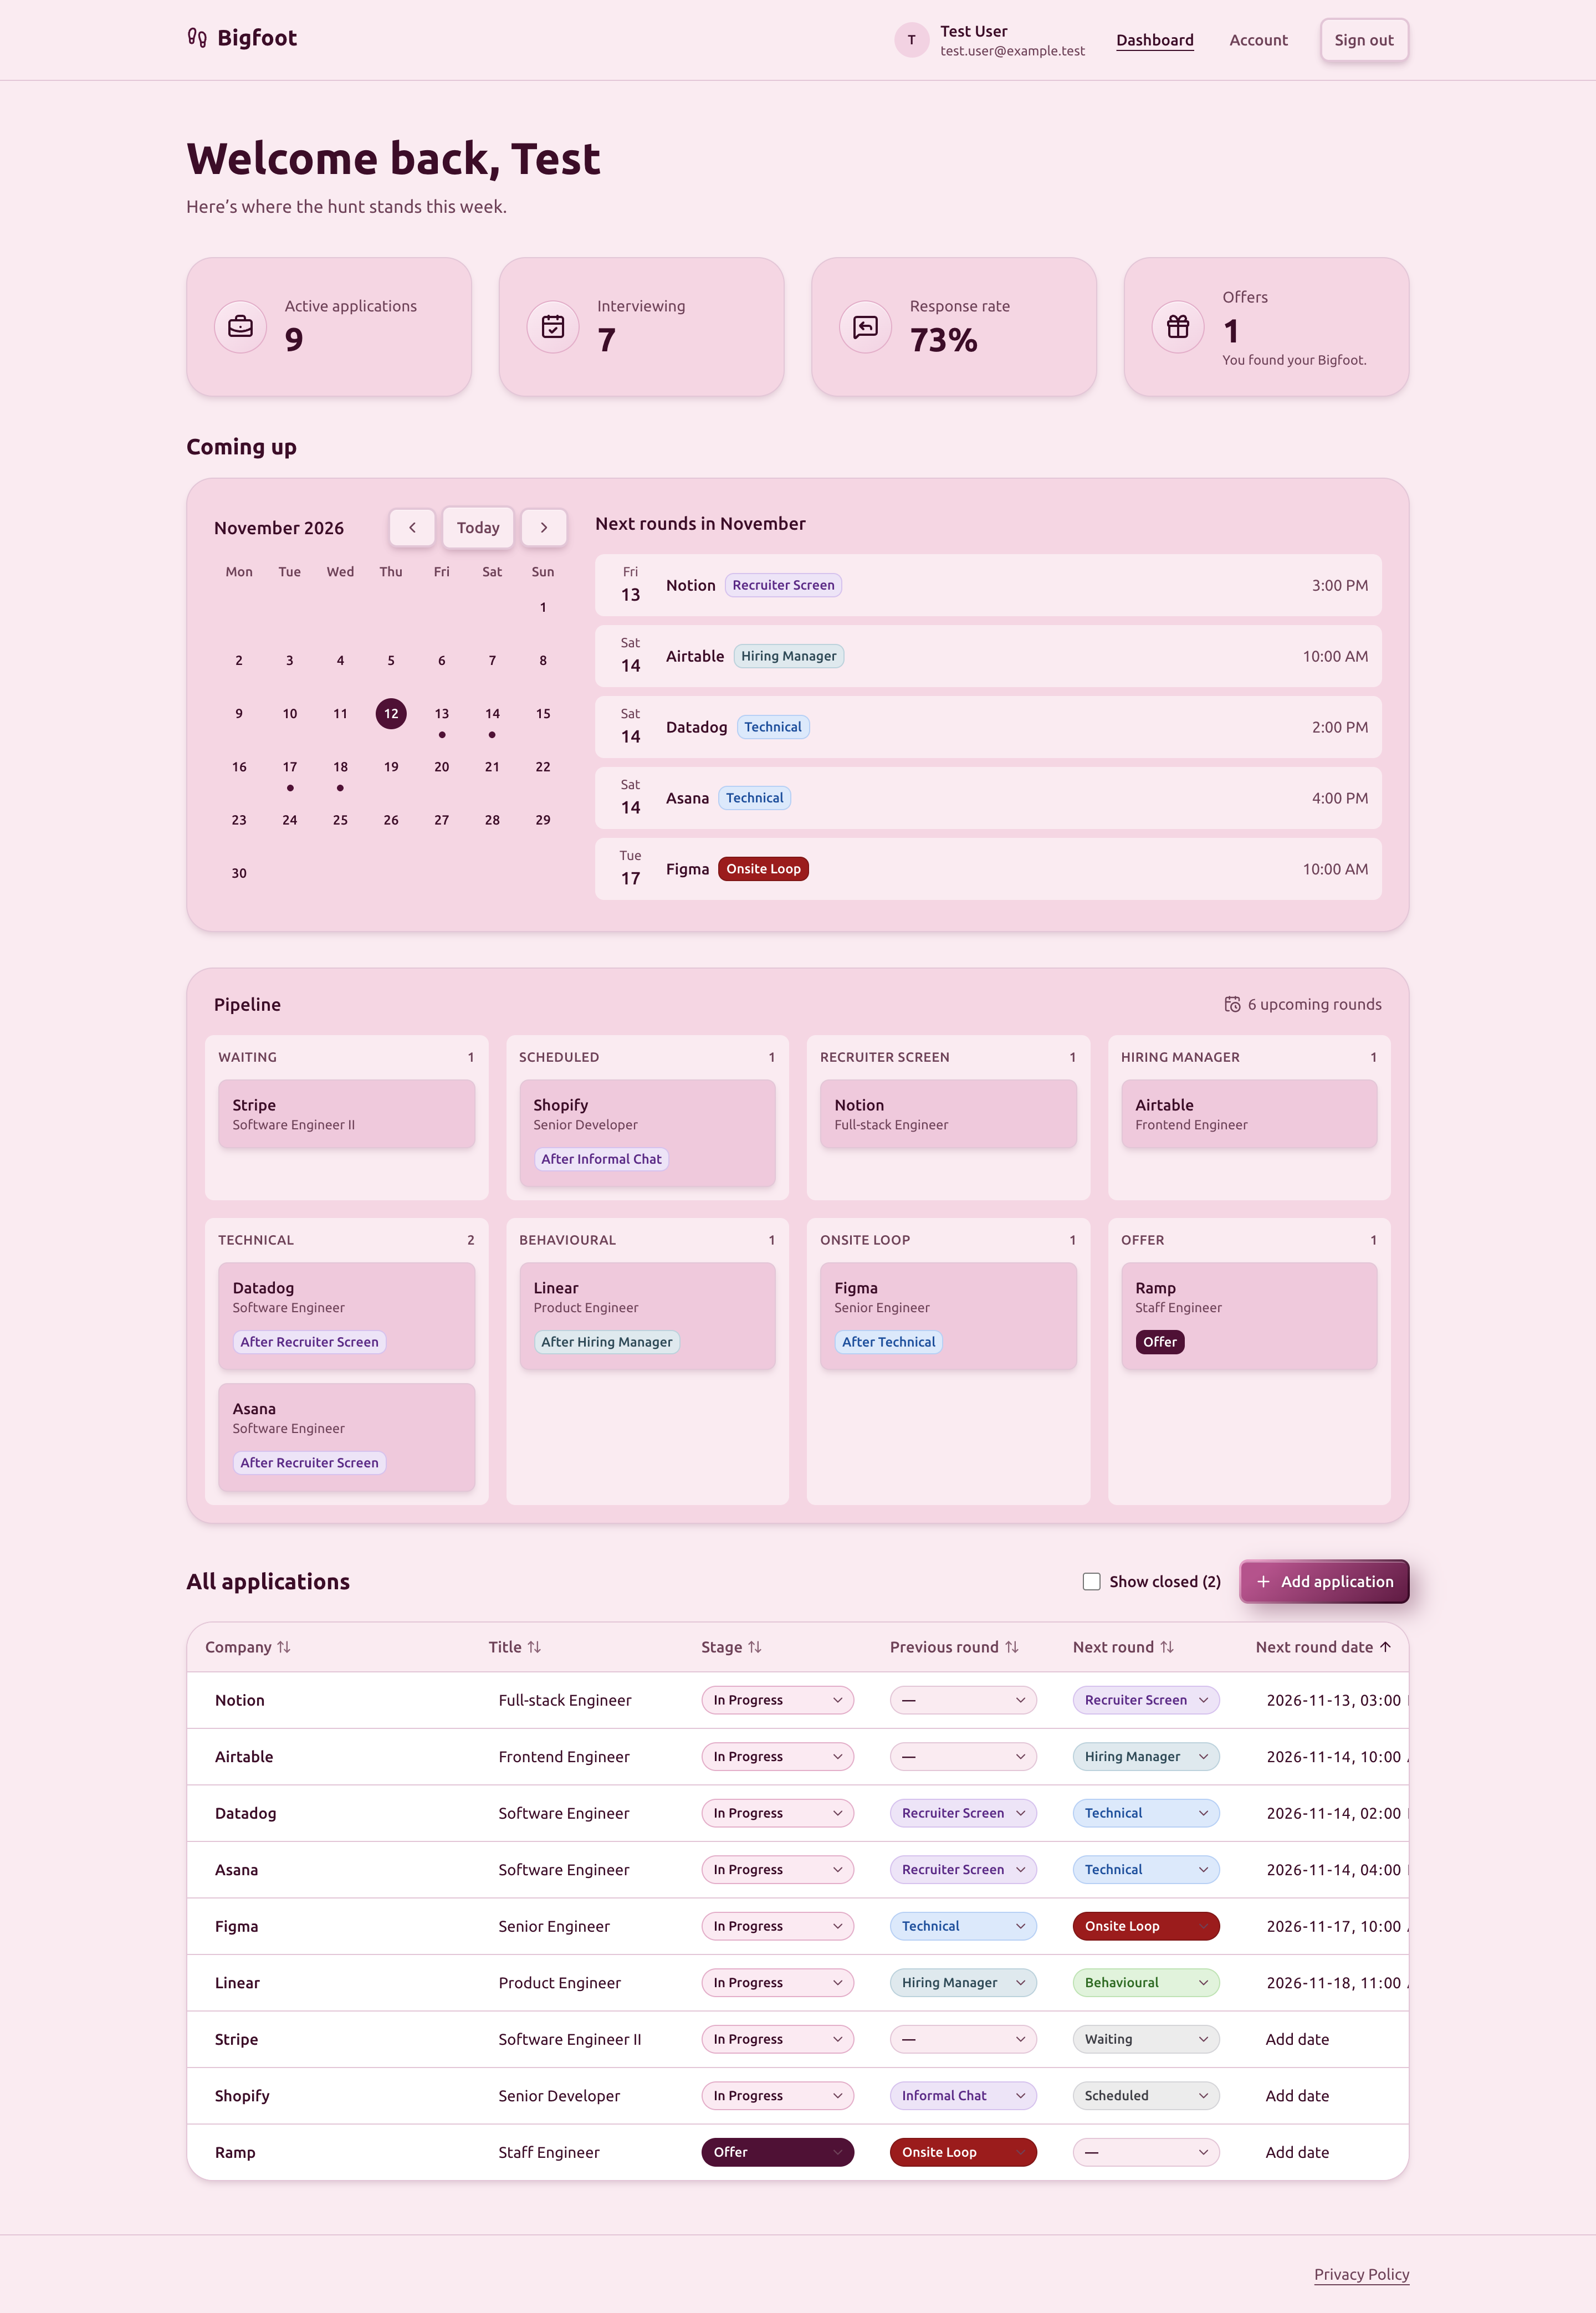 Bigfoot
T
Test User
test.user@example.test
Dashboard
Account
Sign out
Welcome back, Test
Here’s where the hunt stands this week.
Active applications
9
Interviewing
7
Response rate
73%
Offers
1
You found your Bigfoot.
Coming up
November 2026
Today
Mon Tue Wed Thu Fri Sat Sun
1
2 3 4 5 6 7 8
9 10 11 12 13 14 15
16 17 18 19 20 21 22
23 24 25 26 27 28 29
30
Next rounds in November
Fri
13
Notion Recruiter Screen 3:00 PM
Sat
14
Airtable Hiring Manager 10:00 AM
Sat
14
Datadog Technical 2:00 PM
Sat
14
Asana Technical 4:00 PM
Tue
17
Figma Onsite Loop 10:00 AM
Pipeline
6 upcoming rounds
WAITING 1
Stripe
Software Engineer II
SCHEDULED 1
Shopify
Senior Developer
After Informal Chat
RECRUITER SCREEN 1
Notion
Full-stack Engineer
HIRING MANAGER 1
Airtable
Frontend Engineer
TECHNICAL 2
Datadog
Software Engineer
After Recruiter Screen
Asana
Software Engineer
After Recruiter Screen
BEHAVIOURAL 1
Linear
Product Engineer
After Hiring Manager
ONSITE LOOP 1
Figma
Senior Engineer
After Technical
OFFER 1
Ramp
Staff Engineer
Offer
All applications
Show closed (2)
Add application
Company Title Stage Previous round Next round Next round date
Notion Full-stack Engineer In Progress — Recruiter Screen 2026-11-13, 03:00
Airtable Frontend Engineer In Progress — Hiring Manager 2026-11-14, 10:00
Datadog Software Engineer In Progress Recruiter Screen Technical 2026-11-14, 02:00
Asana Software Engineer In Progress Recruiter Screen Technical 2026-11-14, 04:00
Figma Senior Engineer In Progress Technical Onsite Loop 2026-11-17, 10:00
Linear Product Engineer In Progress Hiring Manager Behavioural 2026-11-18, 11:00
Stripe Software Engineer II In Progress — Waiting Add date
Shopify Senior Developer In Progress Informal Chat Scheduled Add date
Ramp Staff Engineer Offer Onsite Loop — Add date
Privacy Policy